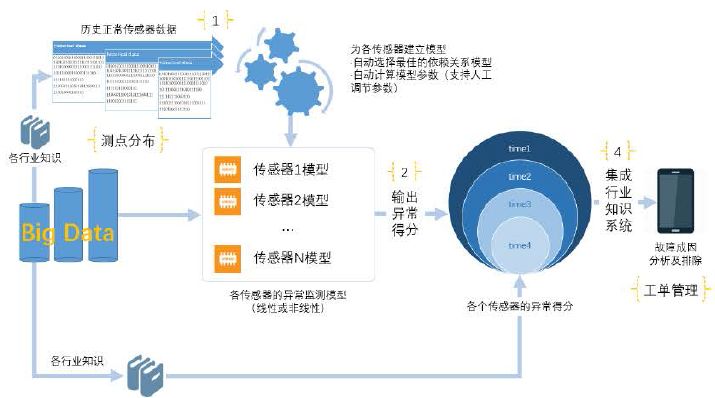 历史正常传感器数据
1
为各传感器建立模型
·自动选择最佳的依赖关系模型
·自动计算模型参数（支持人工
调节参数）
各行业知识
测点分布
Big Data
传感器1模型
传感器2模型
...
传感器N模型
各传感器的异常监测模型
（线性或非线性）
2
输出
异常
得分
time1
time2
time3
time4
各个传感器的异常得分
4
集成
行业
知识
系统
故障成因
分析及排除
工单管理
各行业知识